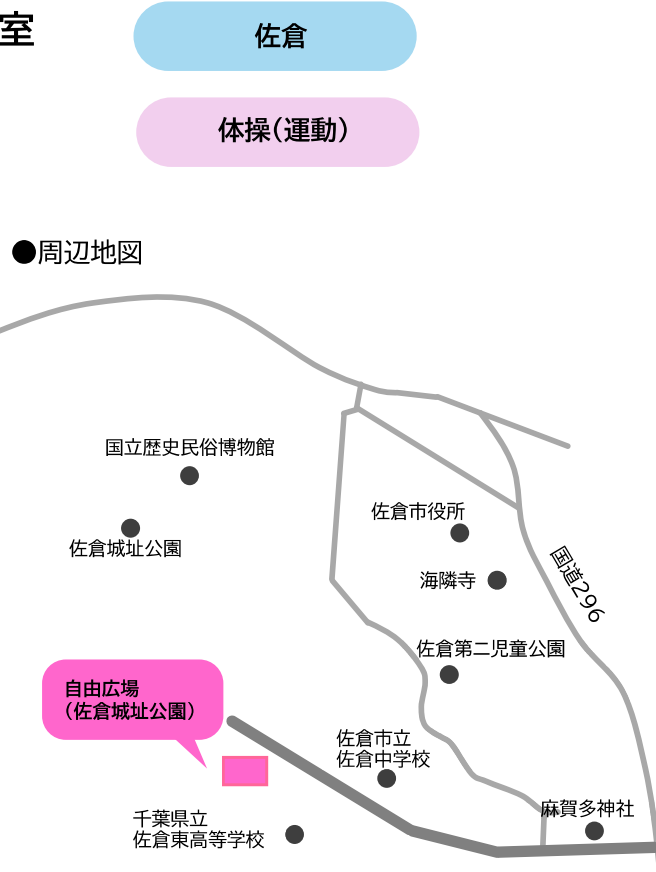 室
佐倉
体操(運動)
●周辺地図
国立歴史民俗博物館
佐倉城址公園
佐倉市役所
海隣寺
国道296
佐倉第二児童公園
自由広場
（佐倉城址公園）
佐倉市立
佐倉中学校
千葉県立
佐倉東高等学校
麻賀多神社